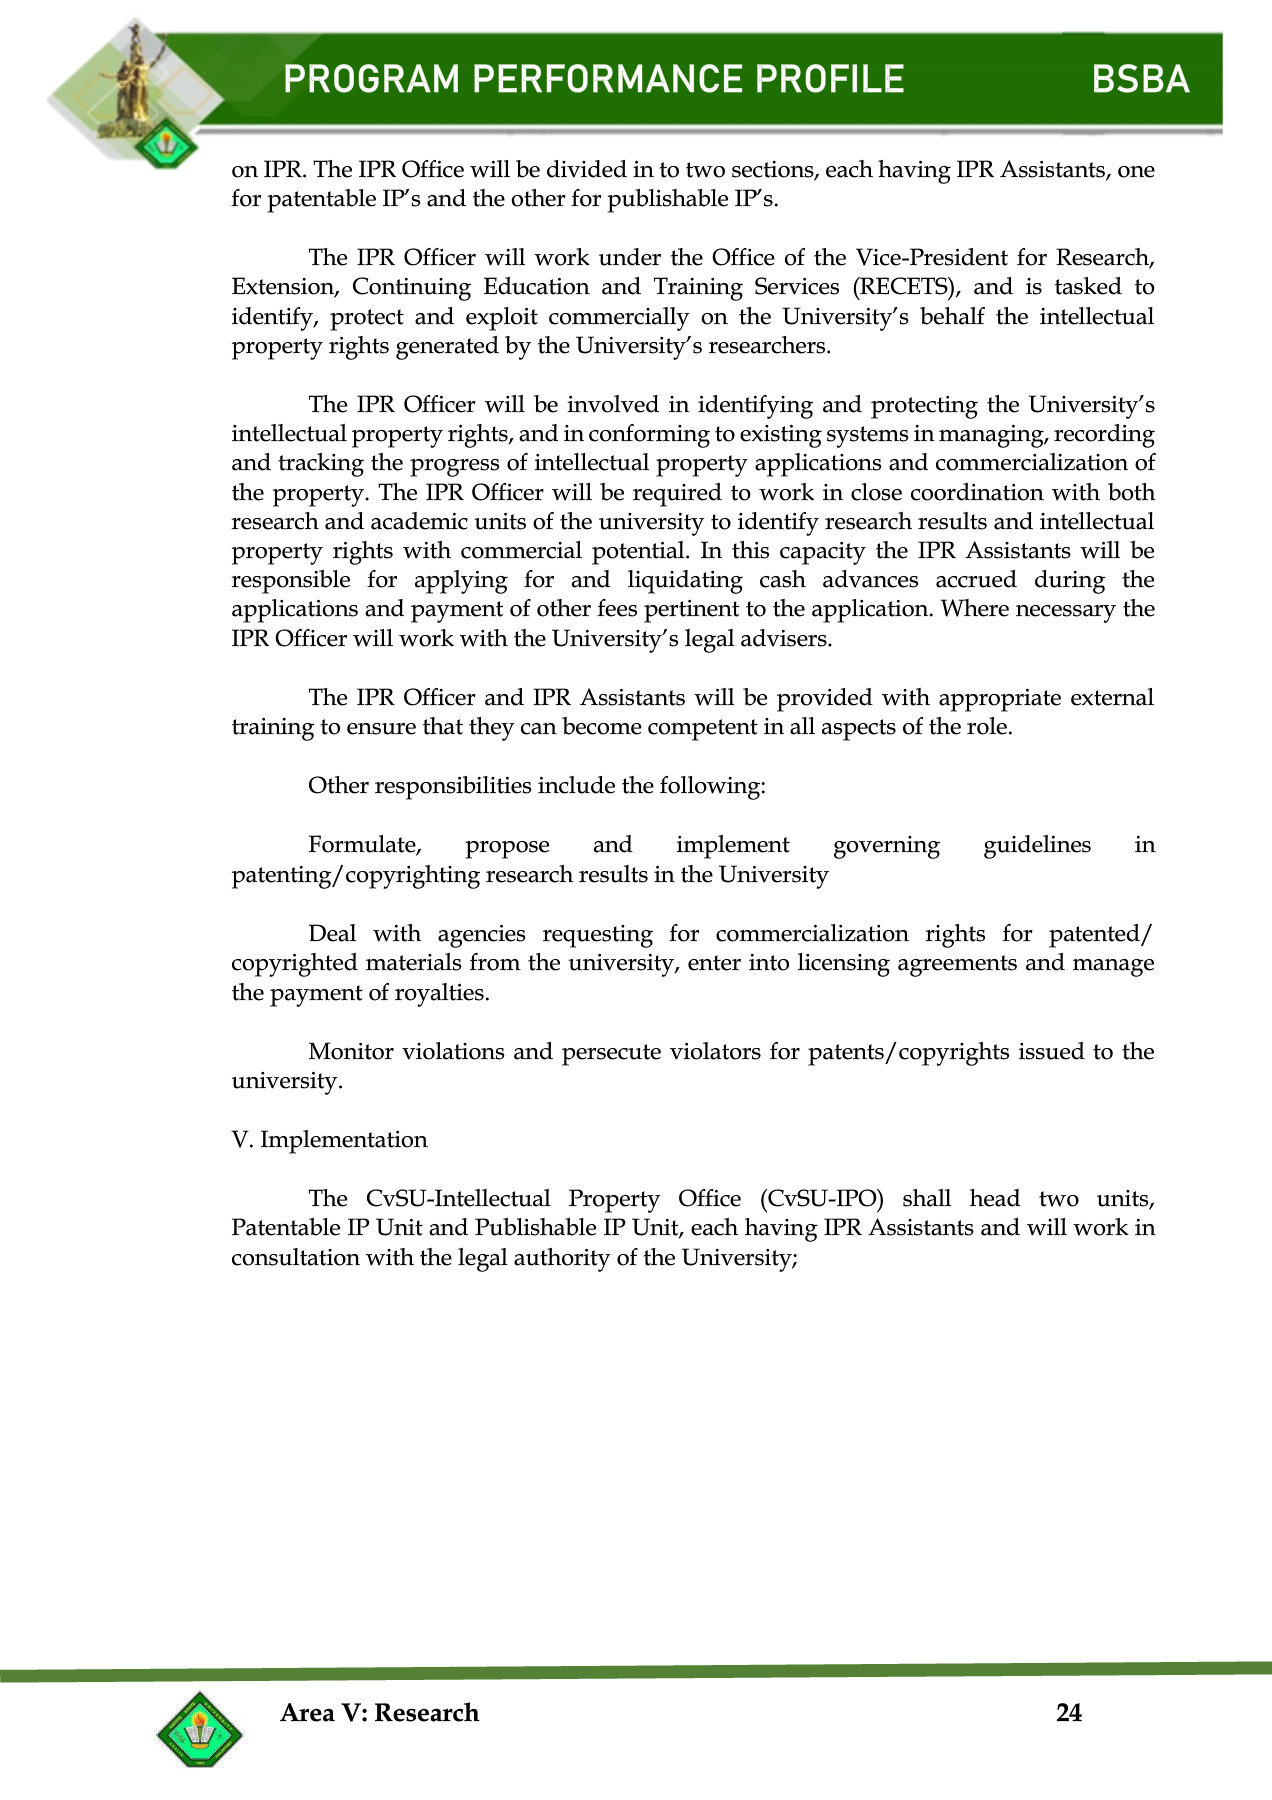 PROGRAM PERFORMANCE PROFILE BSBA
on IPR. The IPR Office will be divided in to two sections, each having IPR Assistants, one
for patentable IP’s and the other for publishable IP’s.
The IPR Officer will work under the Office of the Vice-President for Research,
Extension, Continuing Education and Training Services (RECETS), and is tasked to
identify, protect and exploit commercially on the University’s behalf the intellectual
property rights generated by the University’s researchers.
The IPR Officer will be involved in identifying and protecting the University’s
intellectual property rights, and in conforming to existing systems in managing, recording
and tracking the progress of intellectual property applications and commercialization of
the property. The IPR Officer will be required to work in close coordination with both
research and academic units of the university to identify research results and intellectual
property rights with commercial potential. In this capacity the IPR Assistants will be
responsible for applying for and liquidating cash advances accrued during the
applications and payment of other fees pertinent to the application. Where necessary the
IPR Officer will work with the University’s legal advisers.
The IPR Officer and IPR Assistants will be provided with appropriate external
training to ensure that they can become competent in all aspects of the role.
Other responsibilities include the following:
Formulate, propose and implement governing guidelines in
patenting/copyrighting research results in the University
Deal with agencies requesting for commercialization rights for patented/
copyrighted materials from the university, enter into licensing agreements and manage
the payment of royalties.
Monitor violations and persecute violators for patents/copyrights issued to the
university.
V. Implementation
The CvSU-Intellectual Property Office (CvSU-IPO) shall head two units,
Patentable IP Unit and Publishable IP Unit, each having IPR Assistants and will work in
consultation with the legal authority of the University;
Area V: Research 24